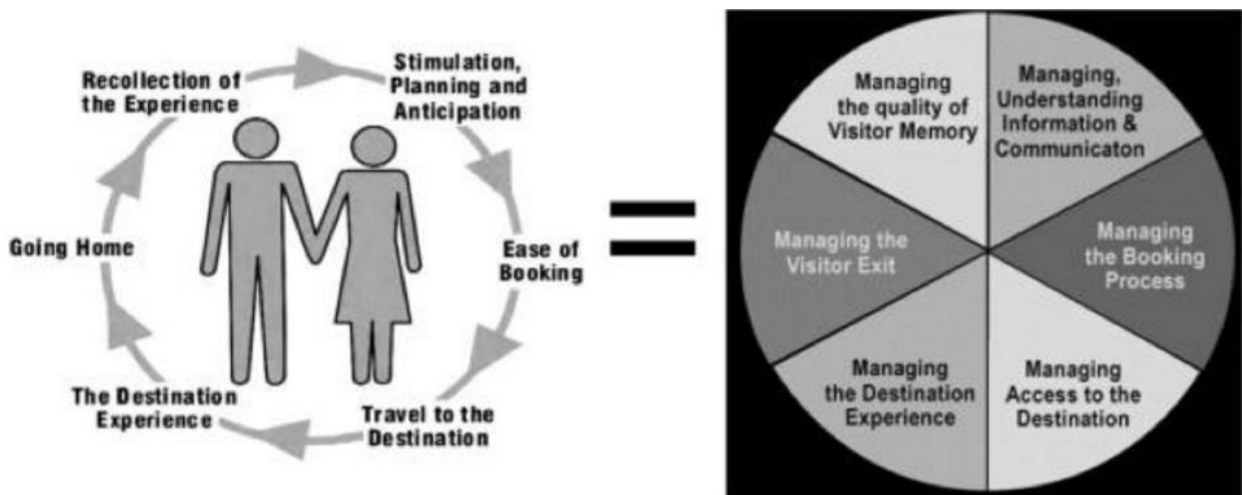 Recollection of
the Experience
Stimulation,
Planning and
Anticipation
Ease of
Booking
Travel to the
Destination
The Destination
Experience
Going Home
Managing
the quality of
Visitor Memory
Managing,
Understanding
Information &
Communicaton
Managing
the Booking
Process
Managing
Access to the
Destination
Managing
the Destination
Experience
Managing the
Visitor Exit